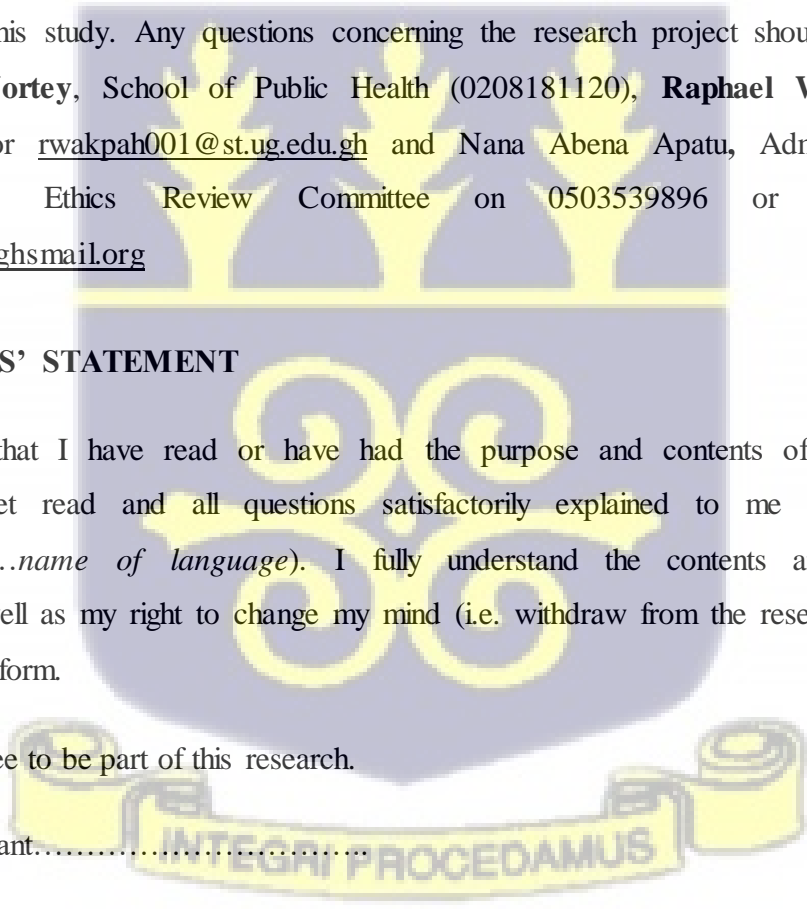 his study. Any questions concerning the research project shou
ortey, School of Public Health (0208181120), Raphael W
or rwakpah001@st.ug.edu.gh and Nana Abena Apatu, Adn
Ethics Review Committee on 0503539896 or
ghsmail.org
S’ STATEMENT
that I have read or have had the purpose and contents of
et read and all questions satisfactorily explained to me
…name of language). I fully understand the contents a
ell as my right to change my mind (i.e. withdraw from the rese
form.
ee to be part of this research.
ant……………………………….
INTEGRI PROCEDAMUS